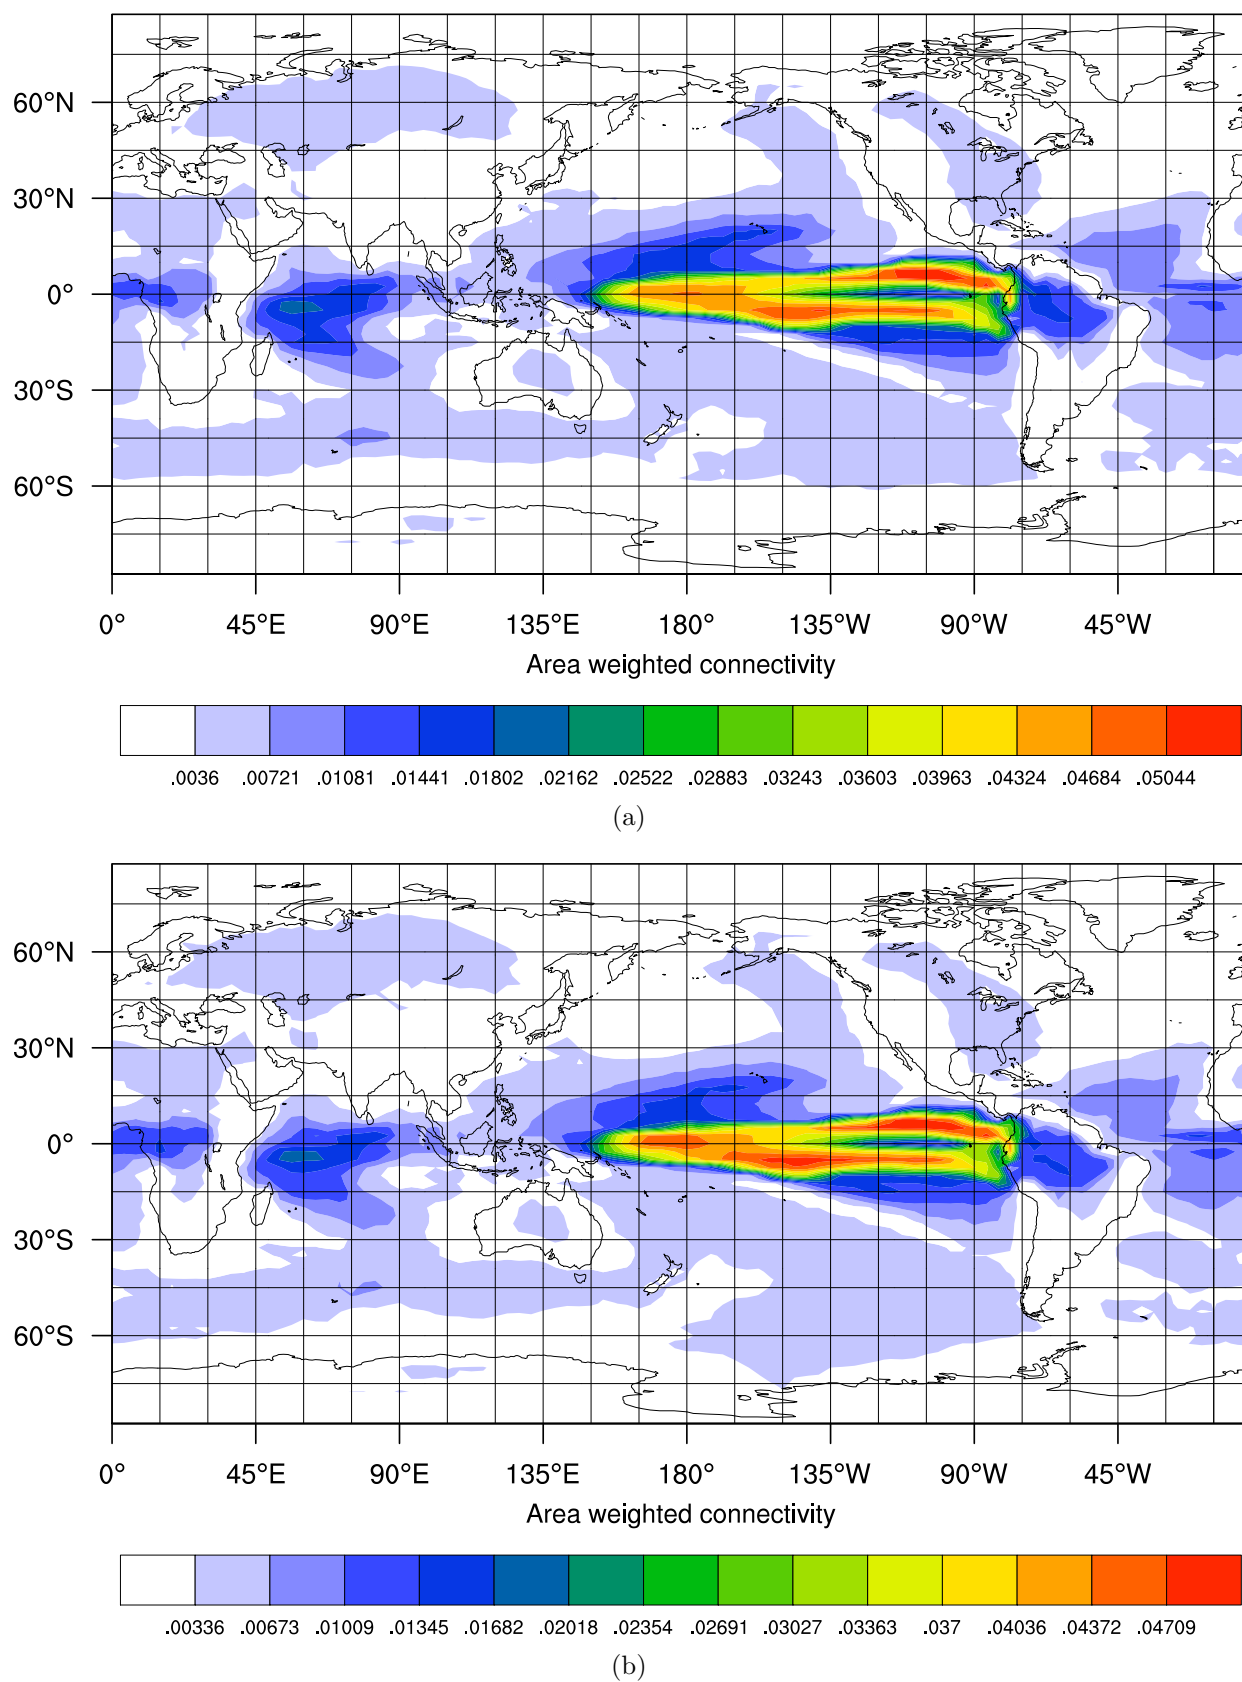 60°N
30°N
0°
30°S
60°S
0° 45°E 90°E 135°E 180° 135°W 90°W 45°W
Area weighted connectivity
.0036 .00721 .01081 .01441 .01802 .02162 .02522 .02883 .03243 .03603 .03963 .04324 .04684 .05044
(a)
60°N
30°N
0°
30°S
60°S
0° 45°E 90°E 135°E 180° 135°W 90°W 45°W
Area weighted connectivity
.00336 .00673 .01009 .01345 .01682 .02018 .02354 .02691 .03027 .03363 .037 .04036 .04372 .04709
(b)